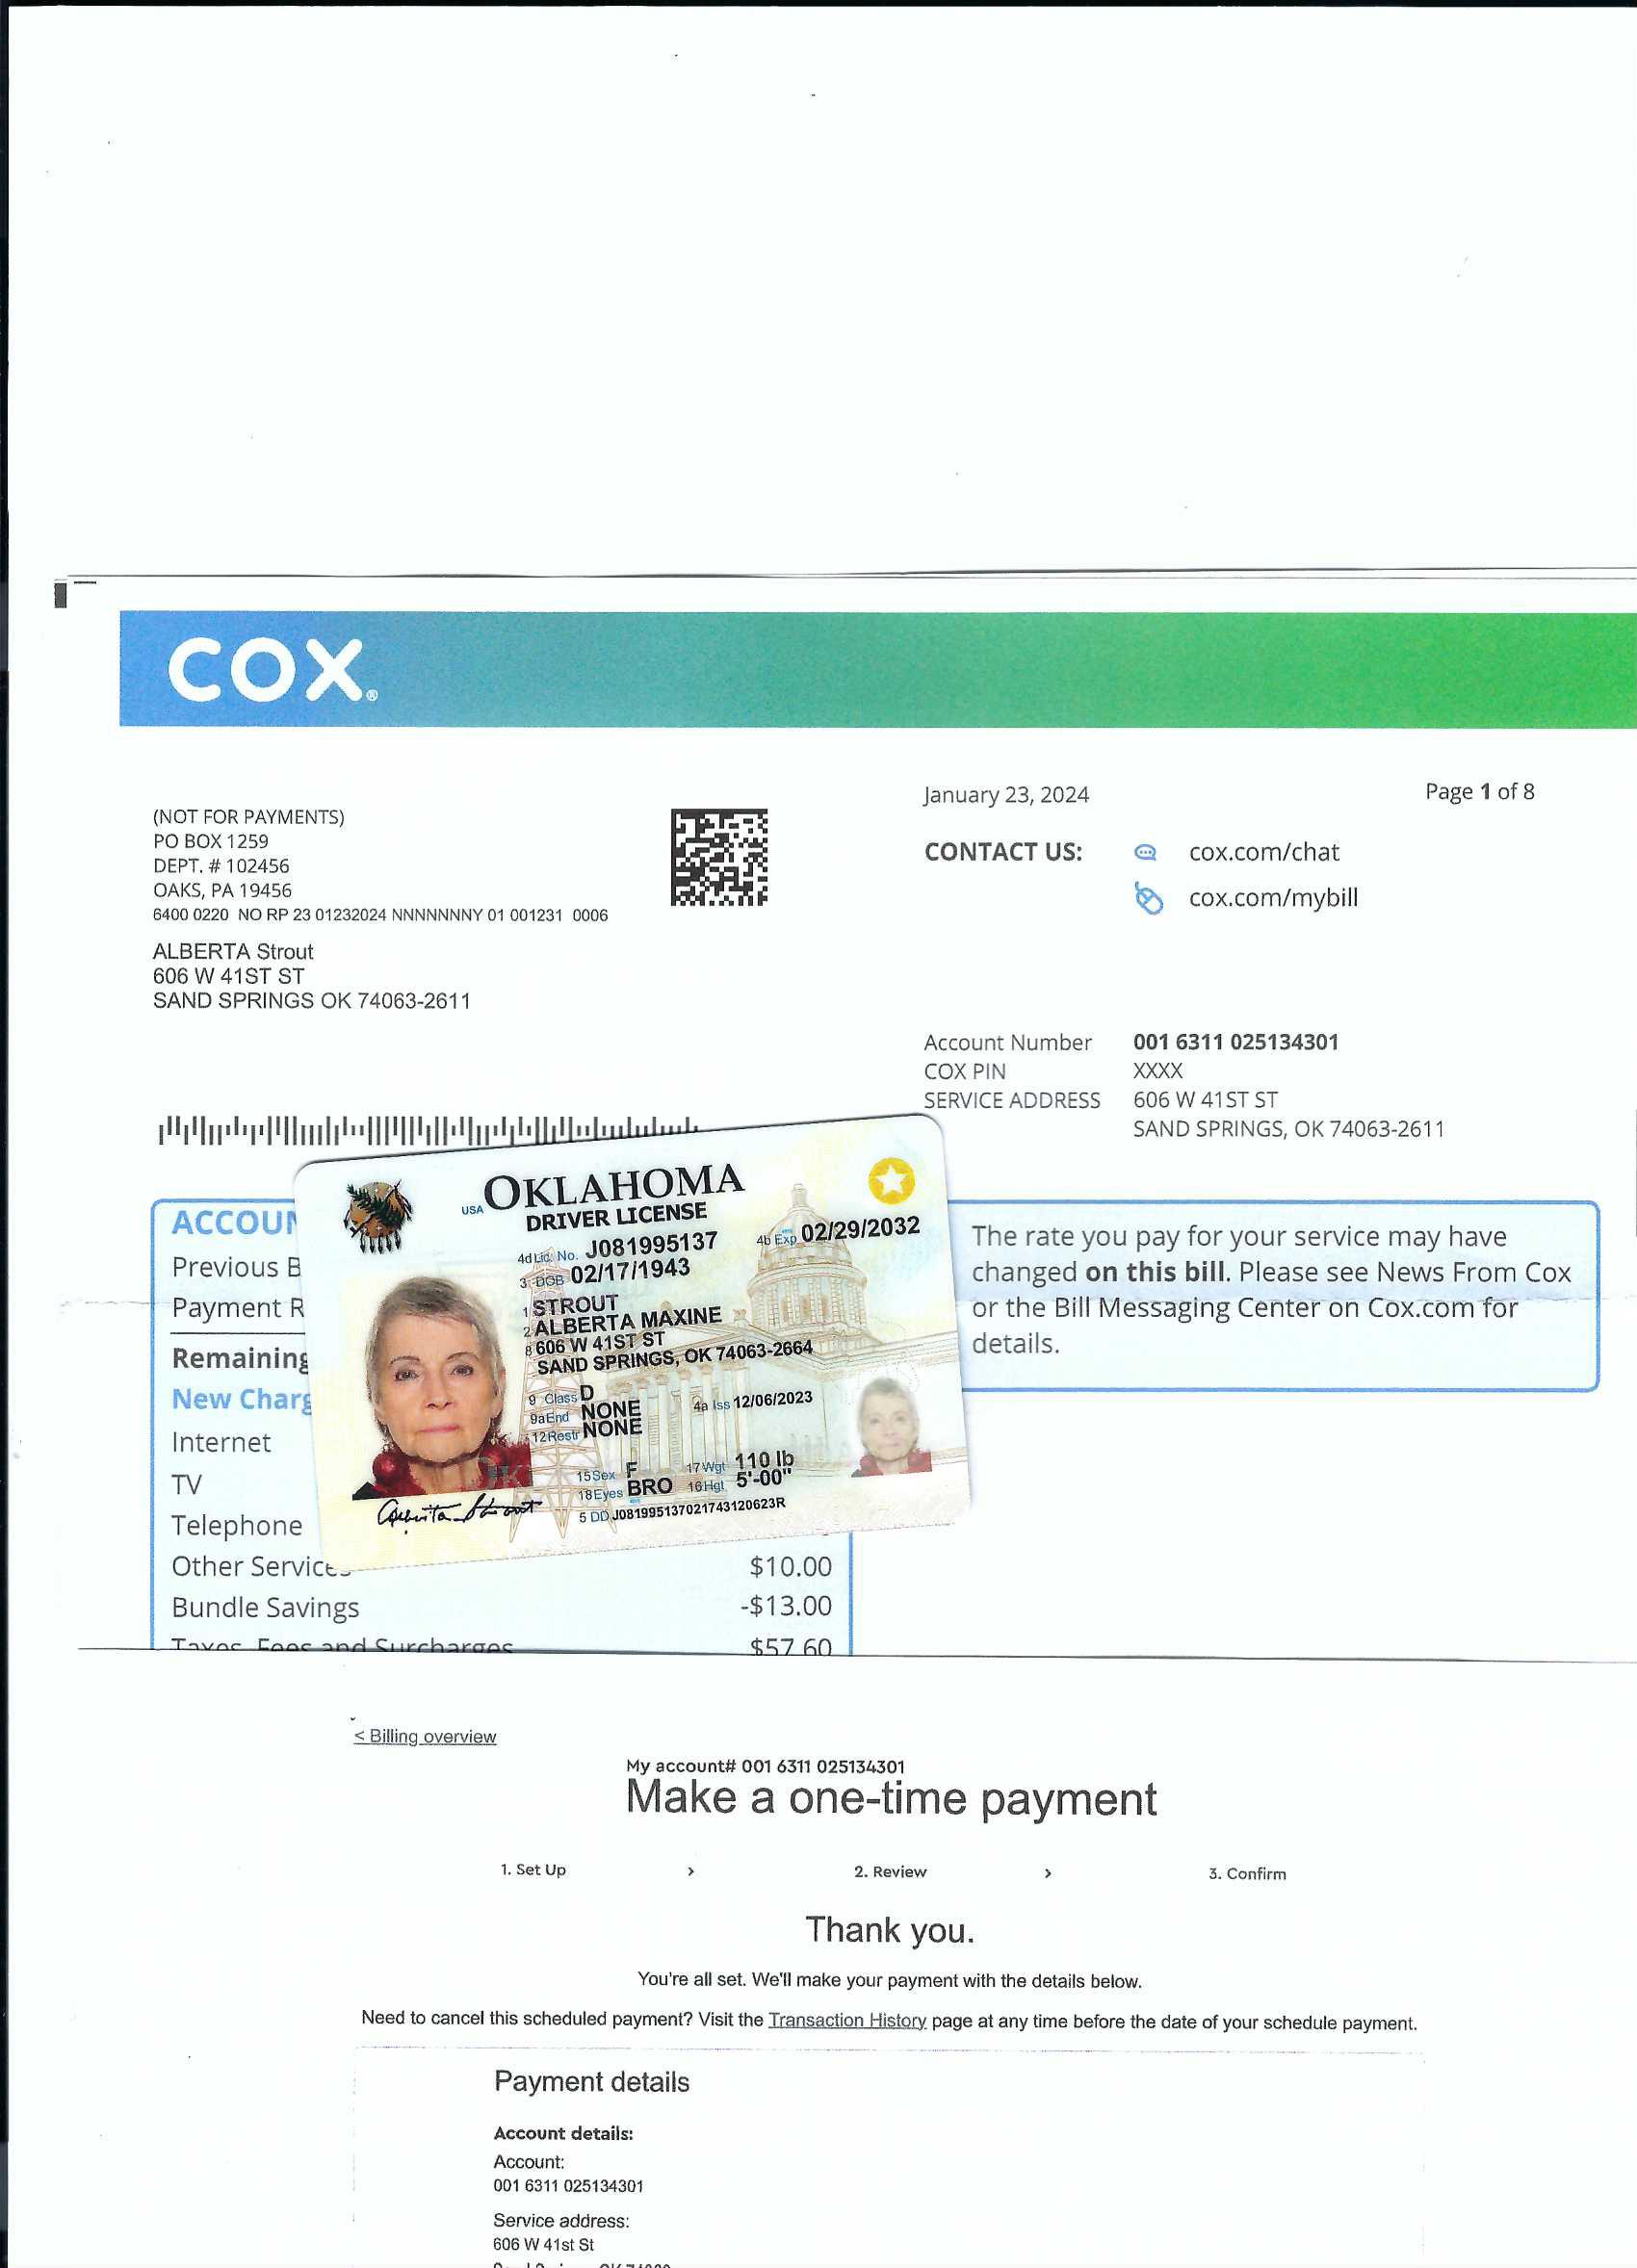 COX
(NOT FOR PAYMENTS)
PO BOX 1259
DEPT. # 102456
OAKS, PA 19456
6400 0220 NO RP 23 01232024 NNNNNNNY 01 001231 0006
ALBERTA Strout
606 W 41ST ST
SAND SPRINGS OK 74063-2611
January 23, 2024
Page 1 of 8
CONTACT US:
cox.com/chat
cox.com/mybill
Account Number 001 6311 025134301
COX PIN XXXX
SERVICE ADDRESS 606 W 41ST ST
SAND SPRINGS, OK 74063-2611
ACCOU
Previous B
Payment R
Remaining
New Charg
Internet
TV
Telephone
Other Service
$10.00
Bundle Savings -$13.00
Taxes, Fees and Surcharges $57.60
USA OKLAHOMA
DRIVER LICENSE
4d Lic. No. J081995137 4b Exp 02/29/2032
3. DOB 02/17/1943
1 STROUT
2 ALBERTA MAXINE
8 606 W 41ST ST
SAND SPRINGS, OK 74063-2664
9 Class D
9a End NONE 4a Iss 12/06/2023
12 Restr NONE
15 Sex F 17 Wgt 110 lb
18 Eyes BRO 16 Hgt 5'-00"
5 DD J081995137021743120623R
Alberta Strout
The rate you pay for your service may have
changed on this bill. Please see News From Cox
or the Bill Messaging Center on Cox.com for
details.
< Billing overview
My account# 001 6311 025134301
Make a one-time payment
1. Set Up > 2. Review > 3. Confirm
Thank you.
You're all set. We'll make your payment with the details below.
Need to cancel this scheduled payment? Visit the Transaction History page at any time before the date of your schedule payment.
Payment details
Account details:
Account:
001 6311 025134301
Service address:
606 W 41st St